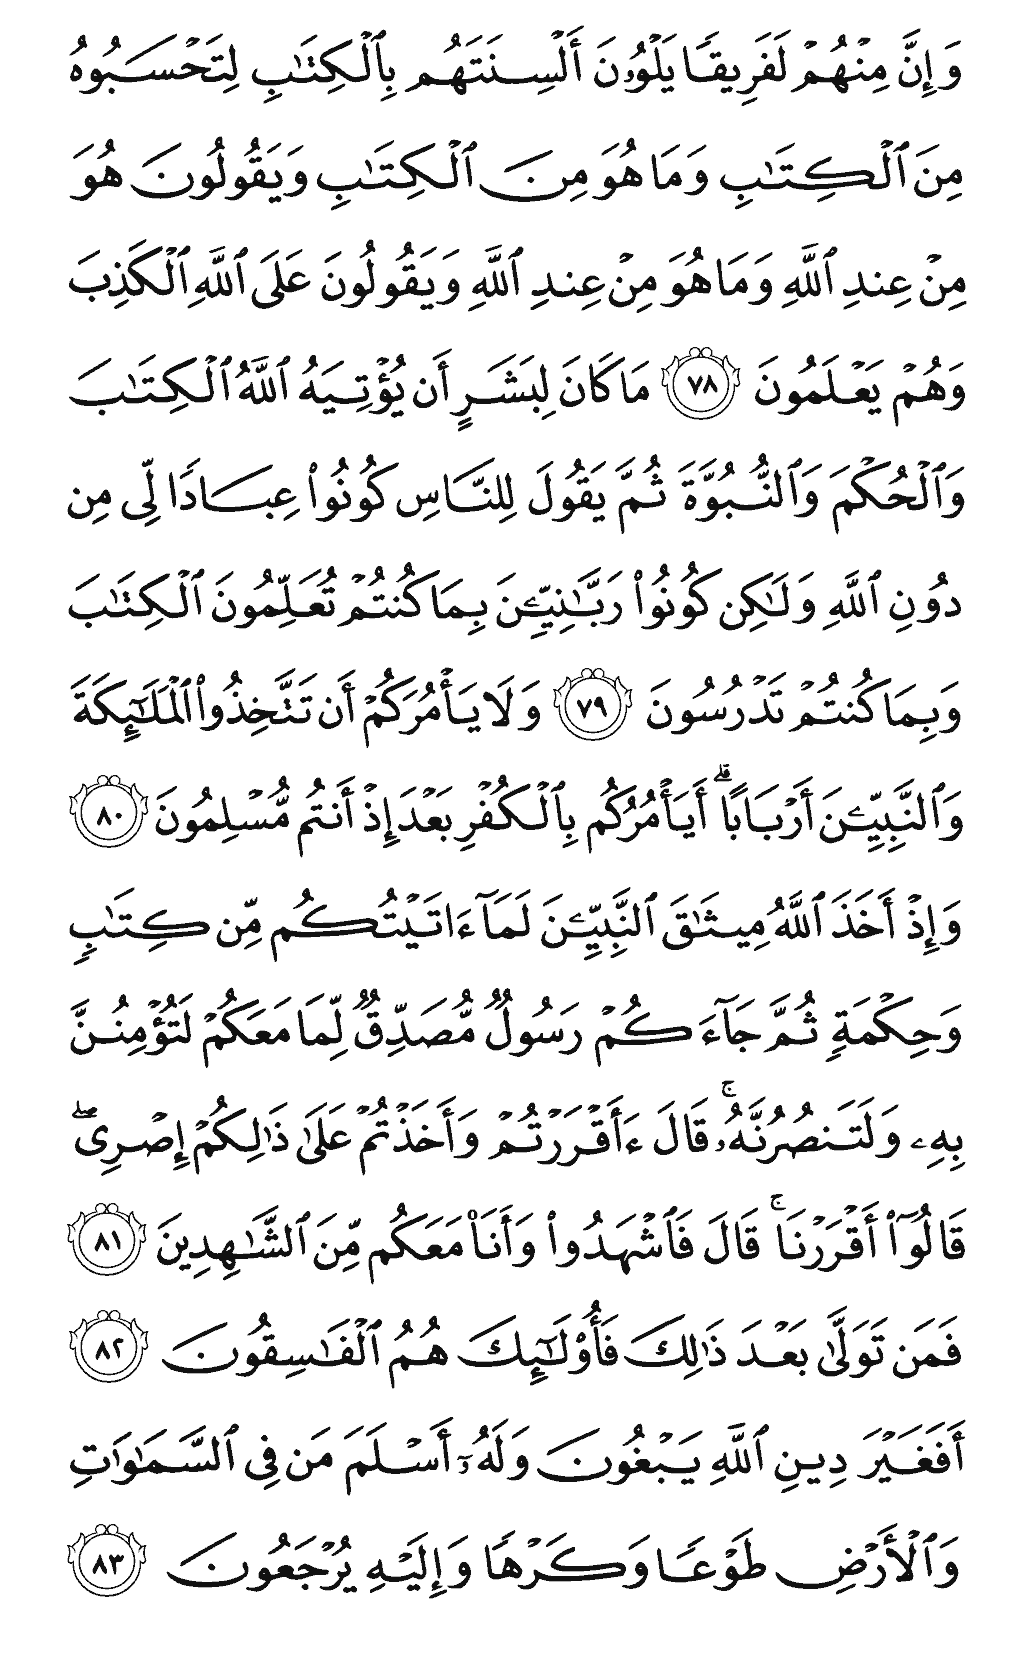 وَإِنَّ مِنْهُمْ لَفَرِيقًا يَلْوُۥنَ أَلْسِنَتَهُم بِٱلْكِتَٰبِ لِتَحْسَبُوهُ
مِنَ ٱلْكِتَٰبِ وَمَا هُوَ مِنَ ٱلْكِتَٰبِ وَيَقُولُونَ هُوَ
مِنْ عِندِ ٱللَّهِ وَمَا هُوَ مِنْ عِندِ ٱللَّهِ وَيَقُولُونَ عَلَى ٱللَّهِ ٱلْكَذِبَ
وَهُمْ يَعْلَمُونَ ٧٨ مَا كَانَ لِبَشَرٍ أَن يُؤْتِيَهُ ٱللَّهُ ٱلْكِتَٰبَ
وَٱلْحُكْمَ وَٱلنُّبُوَّةَ ثُمَّ يَقُولَ لِلنَّاسِ كُونُوا۟ عِبَادًا لِّى مِن
دُونِ ٱللَّهِ وَلَٰكِن كُونُوا۟ رَبَّٰنِيِّۦنَ بِمَا كُنتُمْ تُعَلِّمُونَ ٱلْكِتَٰبَ
وَبِمَا كُنتُمْ تَدْرُسُونَ ٧٩ وَلَا يَأْمُرَكُمْ أَن تَتَّخِذُوا۟ ٱلْمَلَٰٓئِكَةَ
وَٱلنَّبِيِّۦنَ أَرْبَابًا ۗ أَيَأْمُرُكُم بِٱلْكُفْرِ بَعْدَ إِذْ أَنتُم مُّسْلِمُونَ ٨٠
وَإِذْ أَخَذَ ٱللَّهُ مِيثَٰقَ ٱلنَّبِيِّۦنَ لَمَآ ءَاتَيْتُكُم مِّن كِتَٰبٍ
وَحِكْمَةٍ ثُمَّ جَآءَكُمْ رَسُولٌ مُّصَدِّقٌ لِّمَا مَعَكُمْ لَتُؤْمِنُنَّ
بِهِۦ وَلَتَنصُرُنَّهُۥ ۚ قَالَ ءَأَقْرَرْتُمْ وَأَخَذْتُمْ عَلَىٰ ذَٰلِكُمْ إِصْرِى ۖ
قَالُوٓا۟ أَقْرَرْنَا ۚ قَالَ فَٱشْهَدُوا۟ وَأَنَا۠ مَعَكُم مِّنَ ٱلشَّٰهِدِينَ ٨١
فَمَن تَوَلَّىٰ بَعْدَ ذَٰلِكَ فَأُو۟لَٰٓئِكَ هُمُ ٱلْفَٰسِقُونَ ٨٢
أَفَغَيْرَ دِينِ ٱللَّهِ يَبْغُونَ وَلَهُۥٓ أَسْلَمَ مَن فِى ٱلسَّمَٰوَٰتِ
وَٱلْأَرْضِ طَوْعًا وَكَرْهًا وَإِلَيْهِ يُرْجَعُونَ ٨٣